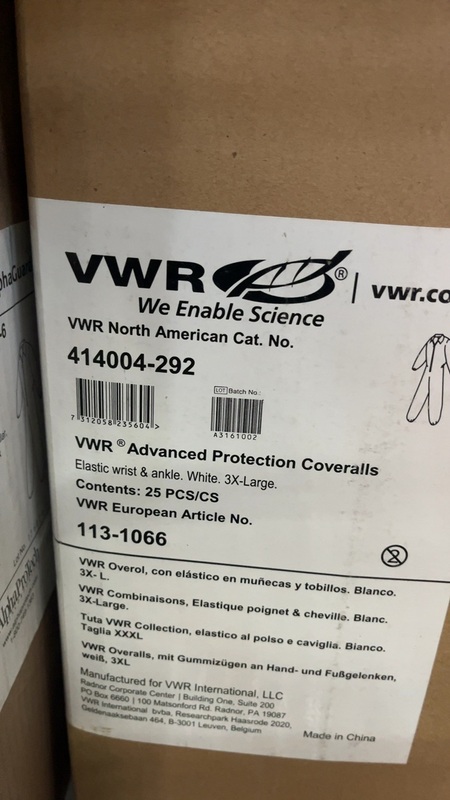 VWR ® | vwr.co
We Enable Science
VWR North American Cat. No.
414004-292
LOT Batch No.:
7 312058 235604 >
A3161002
VWR ® Advanced Protection Coveralls
Elastic wrist & ankle. White. 3X-Large.
Contents: 25 PCS/CS
VWR European Article No.
113-1066
2
VWR Overol, con elástico en muñecas y tobillos. Blanco.
3X- L.
VWR Combinaisons, Elastique poignet & cheville. Blanc.
3X-Large.
Tuta VWR Collection, elastico al polso e caviglia. Bianco.
Taglia XXXL
VWR Overalls, mit Gummizügen an Hand- und Fußgelenken,
weiß, 3XL
Manufactured for VWR International, LLC
Radnor Corporate Center | Building One, Suite 200
PO Box 6660 | 100 Matsonford Rd. Radnor, PA 19087
VWR International bvba, Researchpark Haasrode 2020,
Geldenaaksebaan 464, B-3001 Leuven, Belgium
Made in China